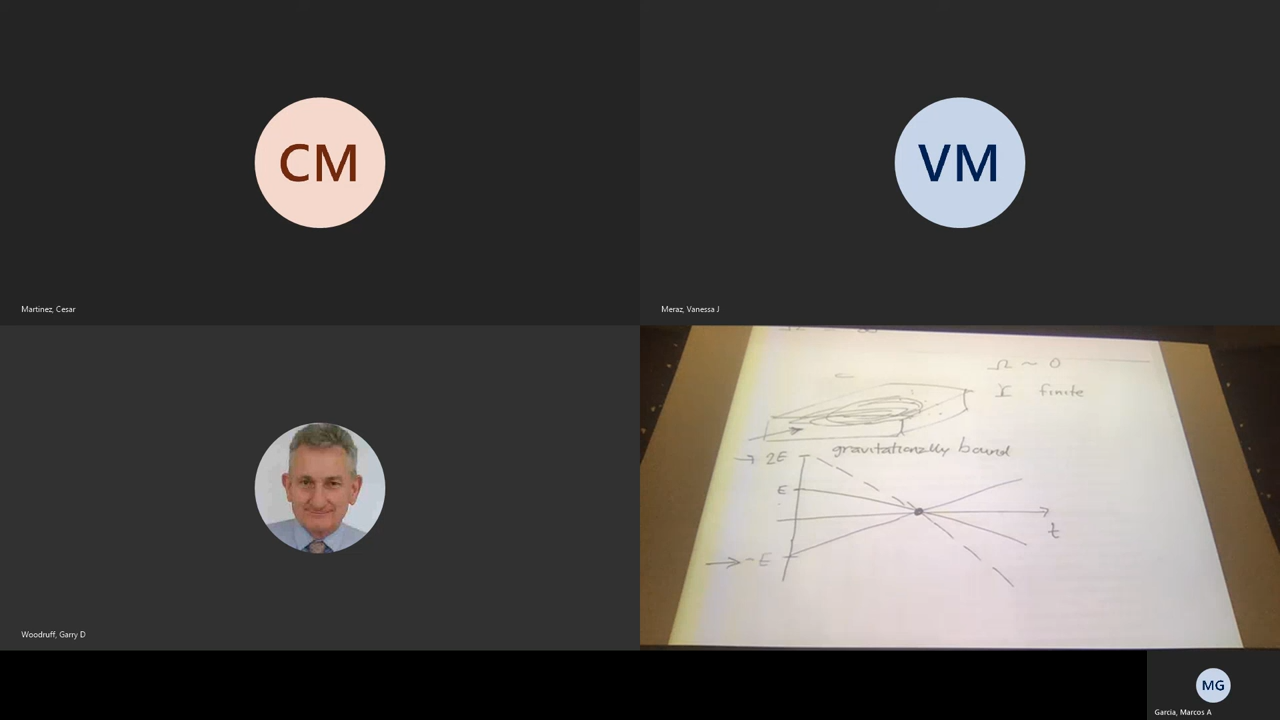 CM
VM
Martinez, Cesar
Meraz, Vanessa J
Ω ~ 0
finite
gravitationally bound
→ 2E
E
t
→ -E
Woodruff, Garry D
MG
Garcia, Marcos A